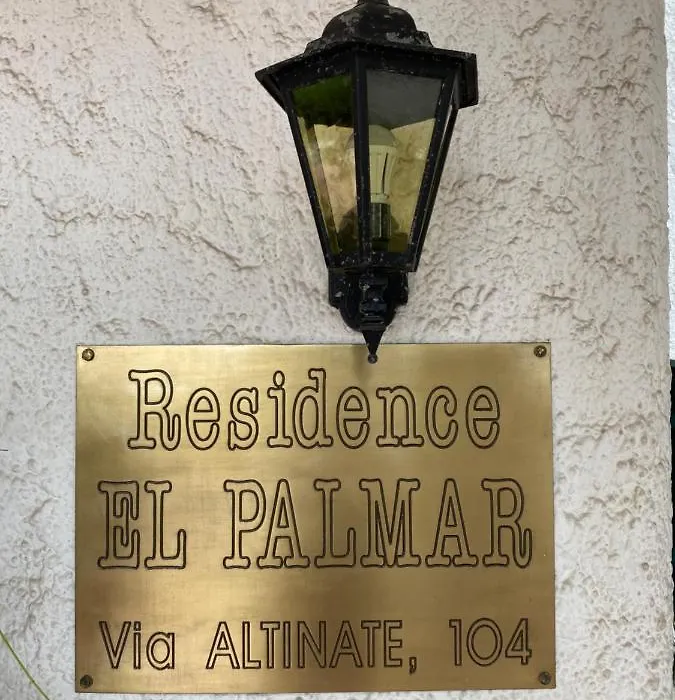 Residence
EL PALMAR
Via ALTINATE, 104